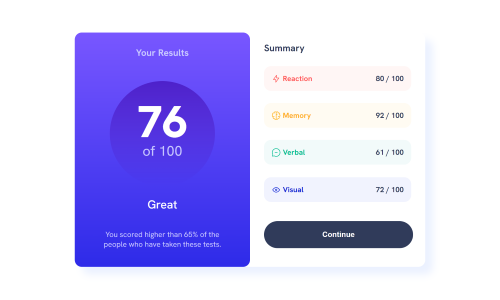 Your Results
76
of 100
Great
You scored higher than 65% of the
people who have taken these tests.
Summary
Reaction 80 / 100
Memory 92 / 100
Verbal 61 / 100
Visual 72 / 100
Continue